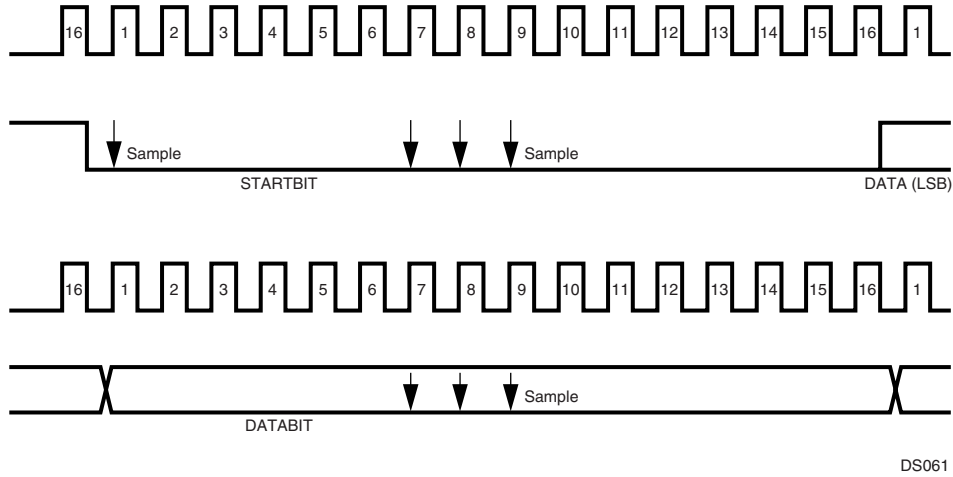 16 1 2 3 4 5 6 7 8 9 10 11 12 13 14 15 16 1
Sample Sample
STARTBIT DATA (LSB)
16 1 2 3 4 5 6 7 8 9 10 11 12 13 14 15 16 1
Sample
DATABIT
DS061